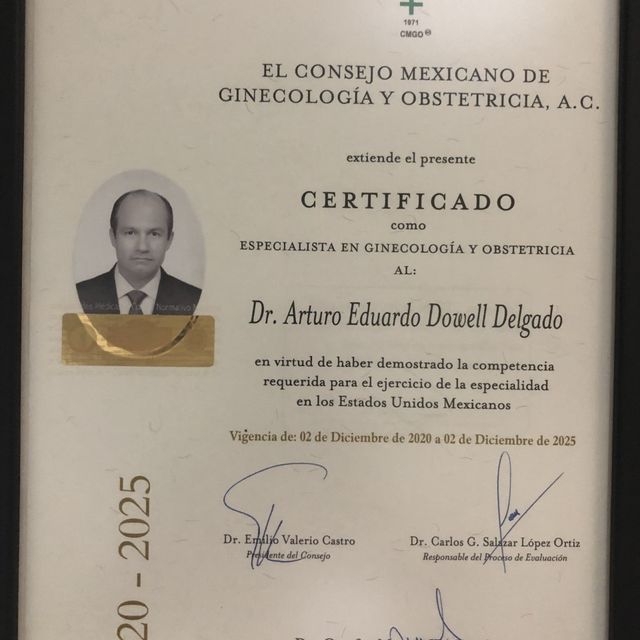 1971
CMGO
EL CONSEJO MEXICANO DE
GINECOLOGÍA Y OBSTETRICIA, A.C.
extiende el presente
CERTIFICADO
como
ESPECIALISTA EN GINECOLOGÍA Y OBSTETRICIA
AL:
Dr. Arturo Eduardo Dowell Delgado
en virtud de haber demostrado la competencia
requerida para el ejercicio de la especialidad
en los Estados Unidos Mexicanos
Vigencia de: 02 de Diciembre de 2020 a 02 de Diciembre de 2025
Dr. Emilio Valerio Castro
Presidente del Consejo
Dr. Carlos G. Salazar López Ortiz
Responsable del Proceso de Evaluación
20 - 2025
Normativo